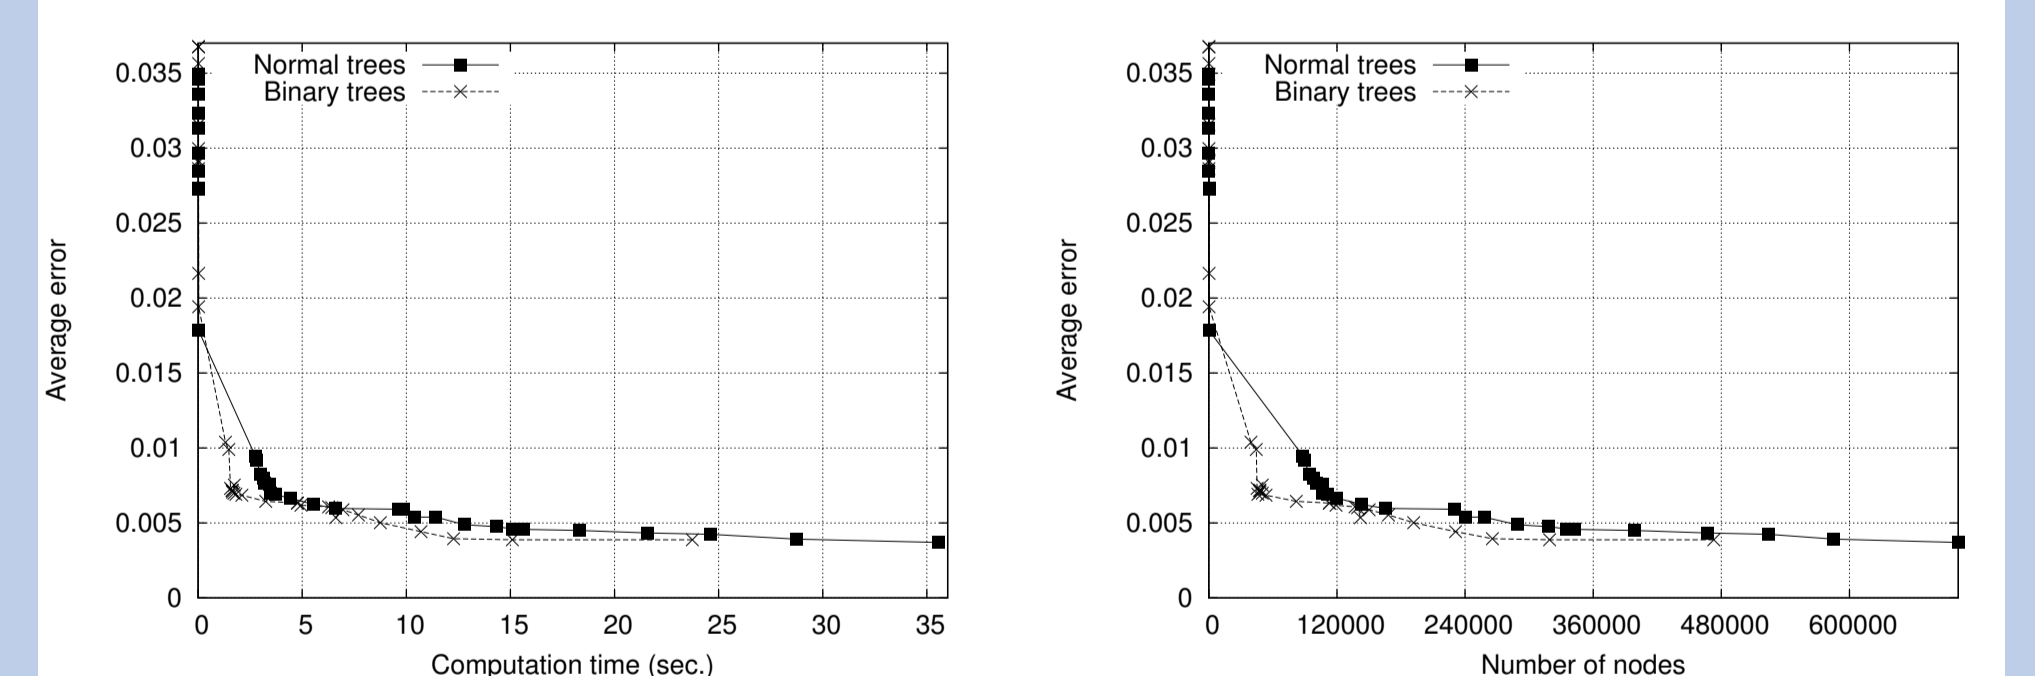 Normal trees
Binary trees
0.035
0.03
0.025
0.02
0.015
0.01
0.005
0
Average error
0 5 10 15 20 25 30 35
Computation time (sec.)
Normal trees
Binary trees
0.035
0.03
0.025
0.02
0.015
0.01
0.005
0
Average error
0 120000 240000 360000 480000 600000
Number of nodes